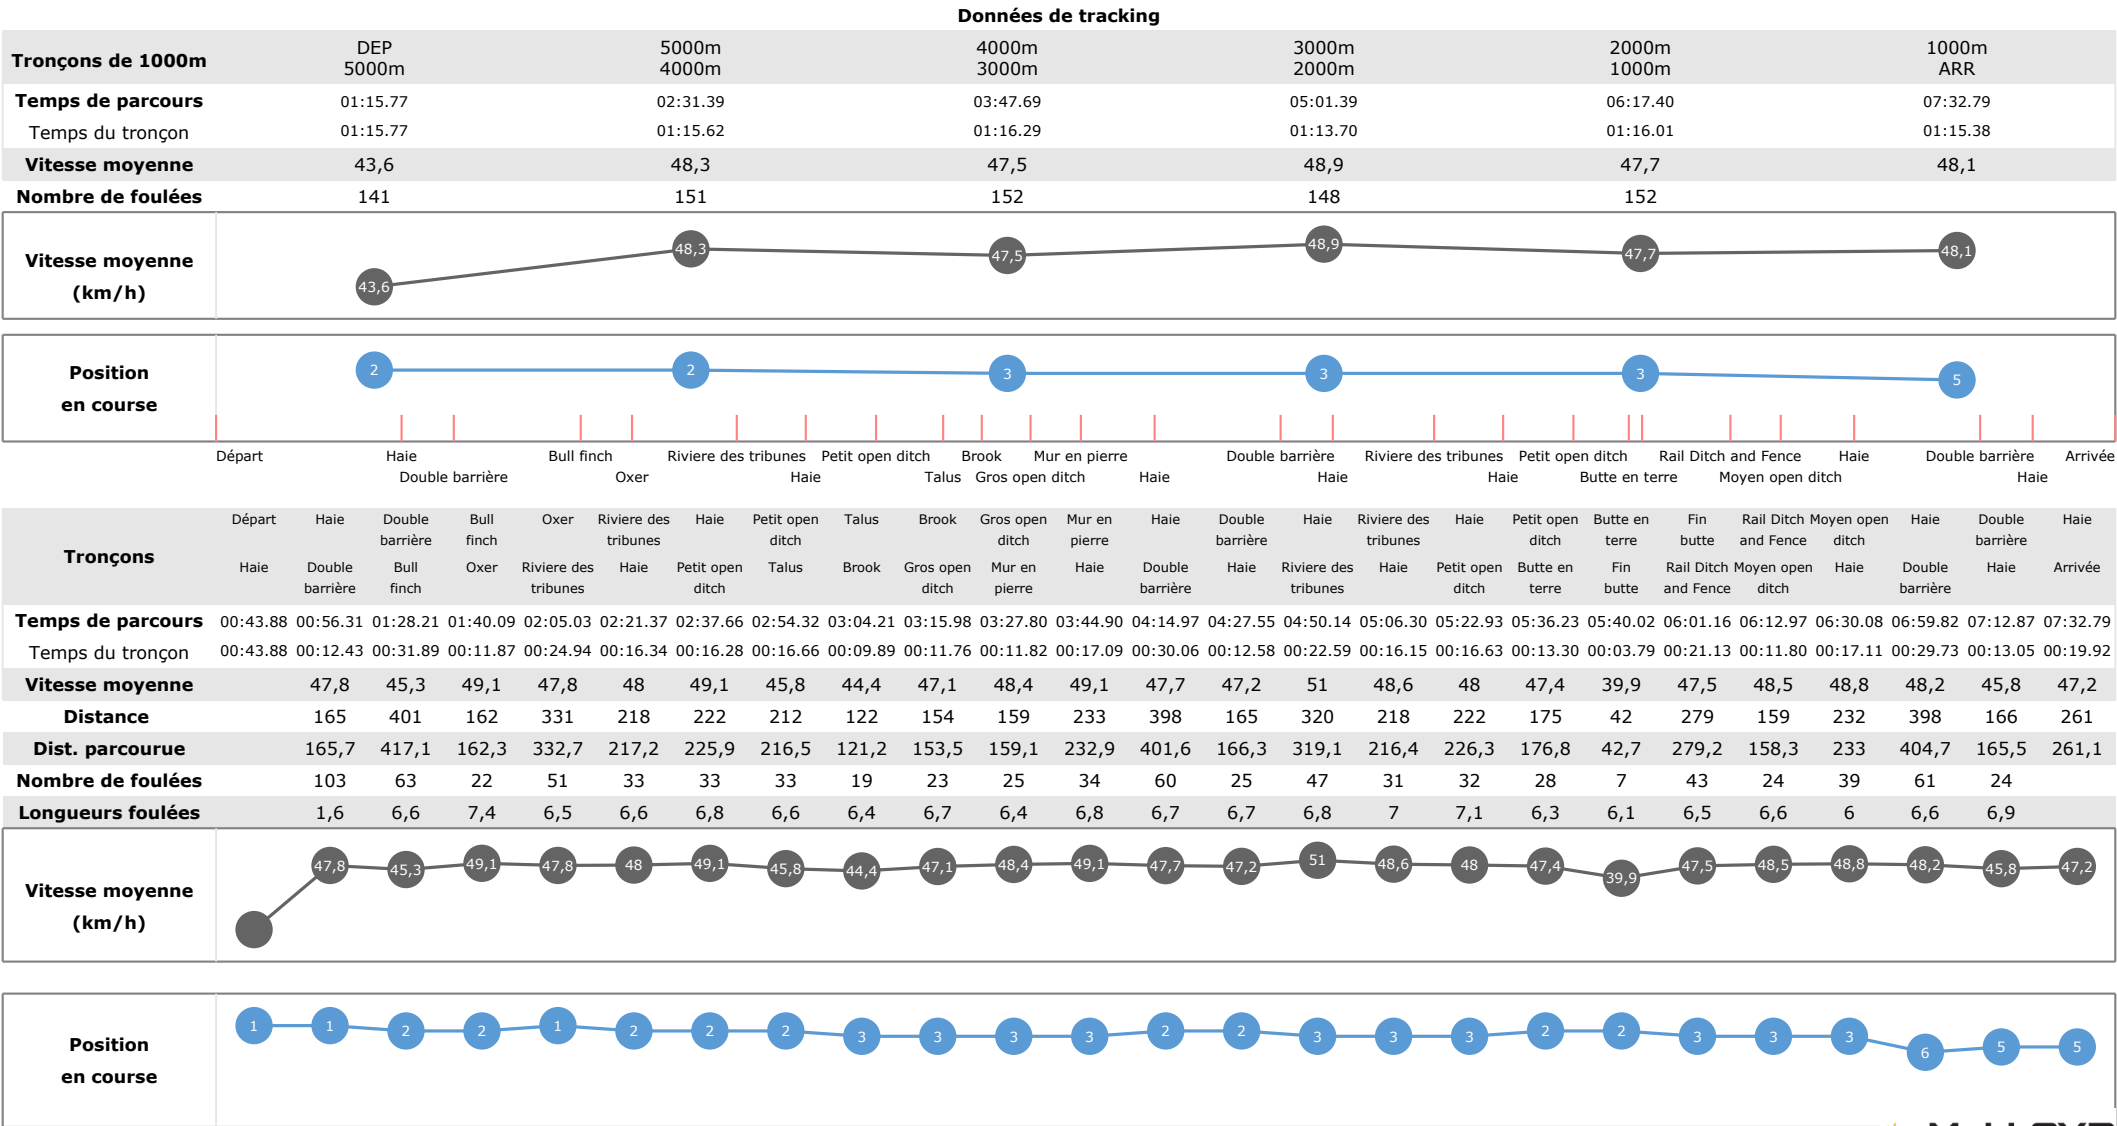 Données de tracking
Tronçons de 1000m DEP 5000m 4000m 3000m 2000m 1000m
5000m 4000m 3000m 2000m 1000m ARR
Temps de parcours 01:15.77 02:31.39 03:47.69 05:01.39 06:17.40 07:32.79
Temps du tronçon 01:15.77 01:15.62 01:16.29 01:13.70 01:16.01 01:15.38
Vitesse moyenne 43,6 48,3 47,5 48,9 47,7 48,1
Nombre de foulées 141 151 152 148 152
Vitesse moyenne
(km/h)
43,6 48,3 47,5 48,9 47,7 48,1
Position
en course
2 2 3 3 3 5
Départ Haie Bull finch Riviere des tribunes Petit open ditch Brook Mur en pierre Double barrière Riviere des tribunes Petit open ditch Rail Ditch and Fence Haie Double barrière Arrivée
Double barrière Oxer Haie Talus Gros open ditch Haie Haie Haie Butte en terre Moyen open ditch Haie
Tronçons
Départ Haie Double Bull Oxer Riviere des Haie Petit open Talus Brook Gros open Mur en Haie Double Haie Riviere des Haie Petit open Butte en Fin Rail Ditch Moyen open Haie Double Haie
barrière finch tribunes ditch ditch pierre barrière tribunes ditch terre butte and Fence ditch barrière
Haie Double Bull Oxer Riviere des Haie Petit open Talus Brook Gros open Mur en Haie Double Haie Riviere des Haie Petit open Butte en Fin Rail Ditch Moyen open Haie Double Haie Arrivée
barrière finch tribunes ditch ditch pierre barrière tribunes ditch terre butte and Fence ditch barrière
Temps de parcours 00:43.88 00:56.31 01:28.21 01:40.09 02:05.03 02:21.37 02:37.66 02:54.32 03:04.21 03:15.98 03:27.80 03:44.90 04:14.97 04:27.55 04:50.14 05:06.30 05:22.93 05:36.23 05:40.02 06:01.16 06:12.97 06:30.08 06:59.82 07:12.87 07:32.79
Temps du tronçon 00:43.88 00:12.43 00:31.89 00:11.87 00:24.94 00:16.34 00:16.28 00:16.66 00:09.89 00:11.76 00:11.82 00:17.09 00:30.06 00:12.58 00:22.59 00:16.15 00:16.63 00:13.30 00:03.79 00:21.13 00:11.80 00:17.11 00:29.73 00:13.05 00:19.92
Vitesse moyenne 47,8 45,3 49,1 47,8 48 49,1 45,8 44,4 47,1 48,4 49,1 47,7 47,2 51 48,6 48 47,4 39,9 47,5 48,5 48,8 48,2 45,8 47,2
Distance 165 401 162 331 218 222 212 122 154 159 233 398 165 320 218 222 175 42 279 159 232 398 166 261
Dist. parcourue 165,7 417,1 162,3 332,7 217,2 225,9 216,5 121,2 153,5 159,1 232,9 401,6 166,3 319,1 216,4 226,3 176,8 42,7 279,2 158,3 233 404,7 165,5 261,1
Nombre de foulées 103 63 22 51 33 33 33 19 23 25 34 60 25 47 31 32 28 7 43 24 39 61 24
Longueurs foulées 1,6 6,6 7,4 6,5 6,6 6,8 6,6 6,4 6,7 6,4 6,8 6,7 6,7 6,8 7 7,1 6,3 6,1 6,5 6,6 6 6,6 6,9
Vitesse moyenne
(km/h)
47,8 45,3 49,1 47,8 48 49,1 45,8 44,4 47,1 48,4 49,1 47,7 47,2 51 48,6 48 47,4 39,9 47,5 48,5 48,8 48,2 45,8 47,2
Position
en course
1 1 2 2 1 2 2 2 3 3 3 3 2 2 3 3 3 2 2 3 3 3 6 5 5